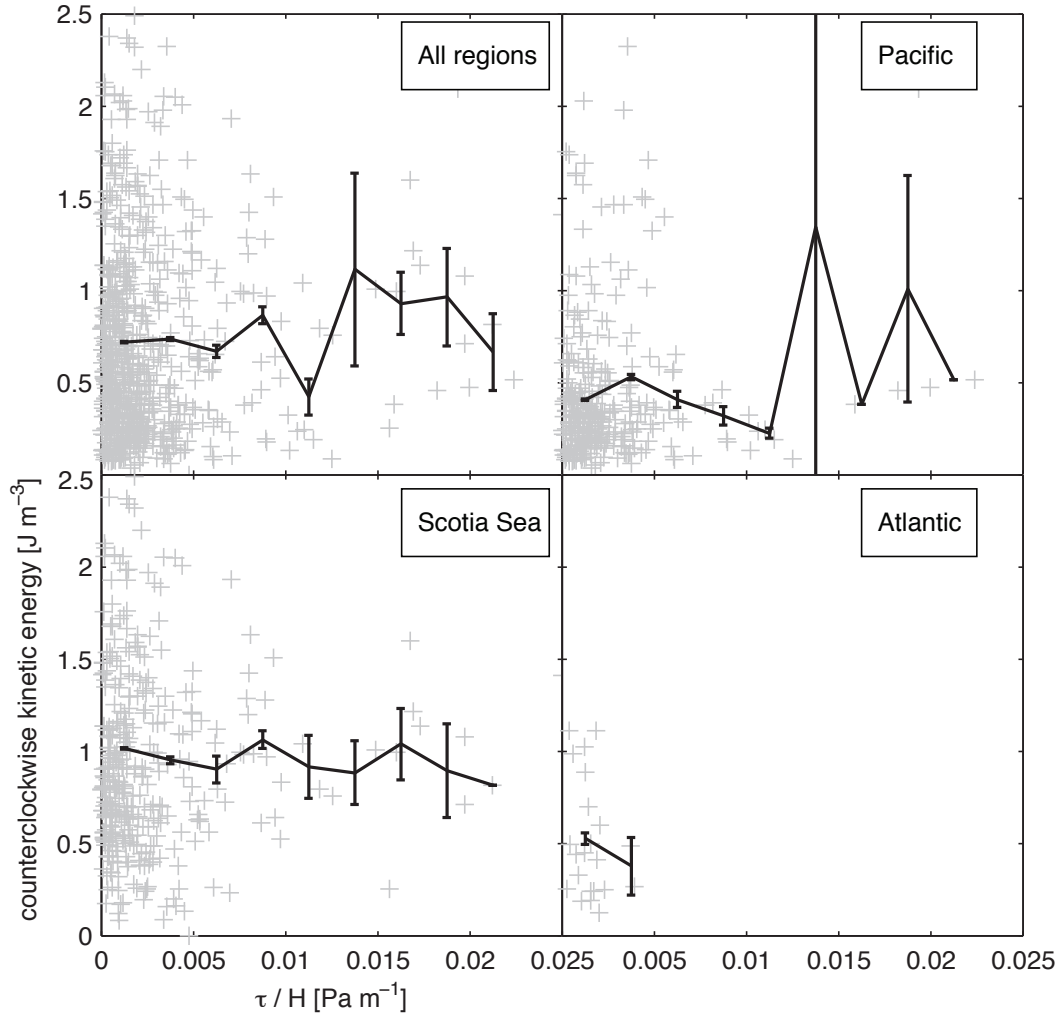 2.5
All regions
Pacific
2
1.5
1
0.5
2.5
Scotia Sea
Atlantic
2
1.5
1
0.5
0
counterclockwise kinetic energy [J m⁻³]
0 0.005 0.01 0.015 0.02 0.025 0.005 0.01 0.015 0.02 0.025
τ / H [Pa m⁻¹]